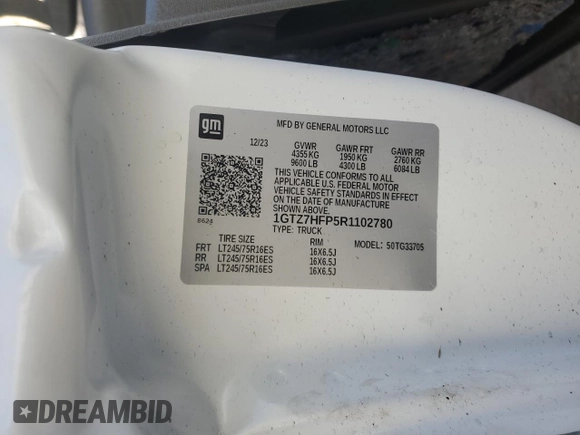 gm
MFD BY GENERAL MOTORS LLC
12/23 GVWR GAWR FRT GAWR RR
4355 KG 1950 KG 2760 KG
9600 LB 4300 LB 6084 LB
THIS VEHICLE CONFORMS TO ALL
APPLICABLE U.S. FEDERAL MOTOR
VEHICLE SAFETY STANDARDS IN EFFECT
ON THE DATE OF MANUFACTURE
SHOWN ABOVE.
8624
1GTZ7HFP5R1102780
TYPE: TRUCK
TIRE SIZE RIM MODEL: 50TG33705
FRT LT245/75R16ES 16X6.5J
RR LT245/75R16ES 16X6.5J
SPA LT245/75R16ES 16X6.5J
DREAMBID